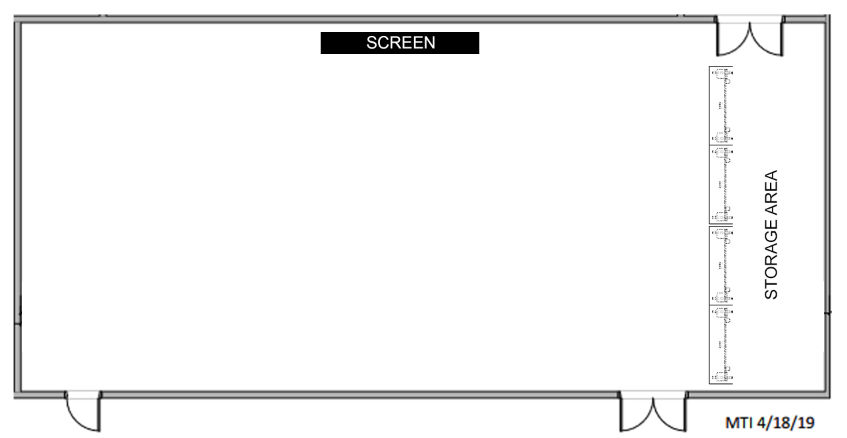 SCREEN
STORAGE AREA
MTI 4/18/19